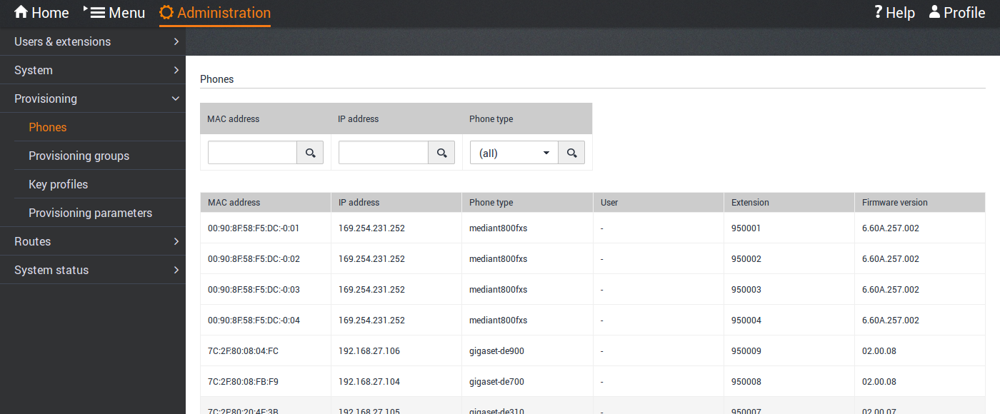 Home Menu Administration Help Profile
Users & extensions
System
Provisioning
Phones
Provisioning groups
Key profiles
Provisioning parameters
Routes
System status
Phones
MAC address IP address Phone type
(all)
MAC address IP address Phone type User Extension Firmware version
00:90:8F:58:F5:DC:-0:01 169.254.231.252 mediant800fxs - 950001 6.60A.257.002
00:90:8F:58:F5:DC:-0:02 169.254.231.252 mediant800fxs - 950002 6.60A.257.002
00:90:8F:58:F5:DC:-0:03 169.254.231.252 mediant800fxs - 950003 6.60A.257.002
00:90:8F:58:F5:DC:-0:04 169.254.231.252 mediant800fxs - 950004 6.60A.257.002
7C:2F:80:08:04:FC 192.168.27.106 gigaset-de900 - 950009 02.00.08
7C:2F:80:08:FB:F9 192.168.27.104 gigaset-de700 - 950008 02.00.08
7C:2F:80:20:4F:3B 192.168.27.105 gigaset-de310 - 950007 02.00.07